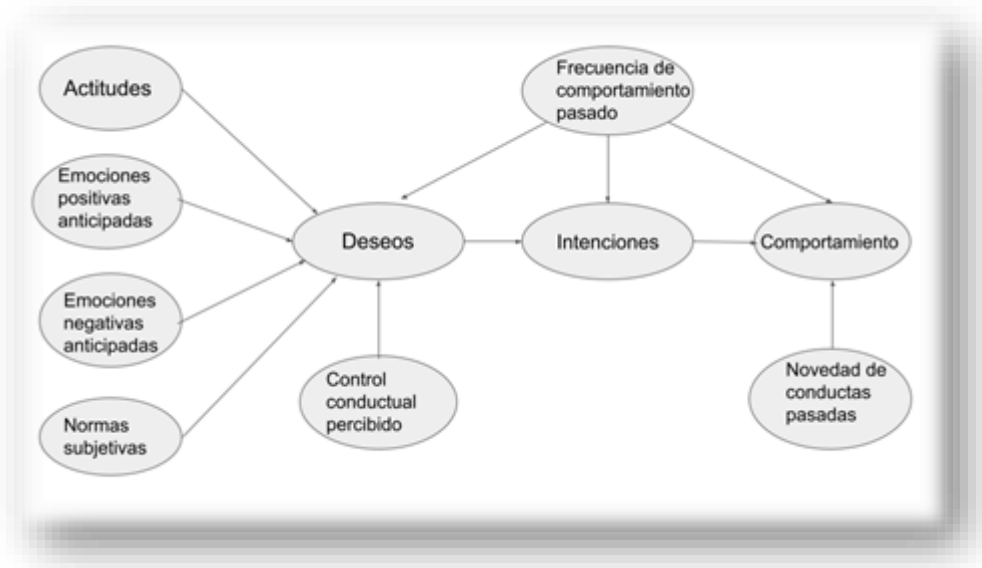 Actitudes
Emociones
positivas
anticipadas
Emociones
negativas
anticipadas
Normas
subjetivas
Deseos
Control
conductual
percibido
Frecuencia de
comportamiento
pasado
Intenciones
Comportamiento
Novedad de
conductas
pasadas